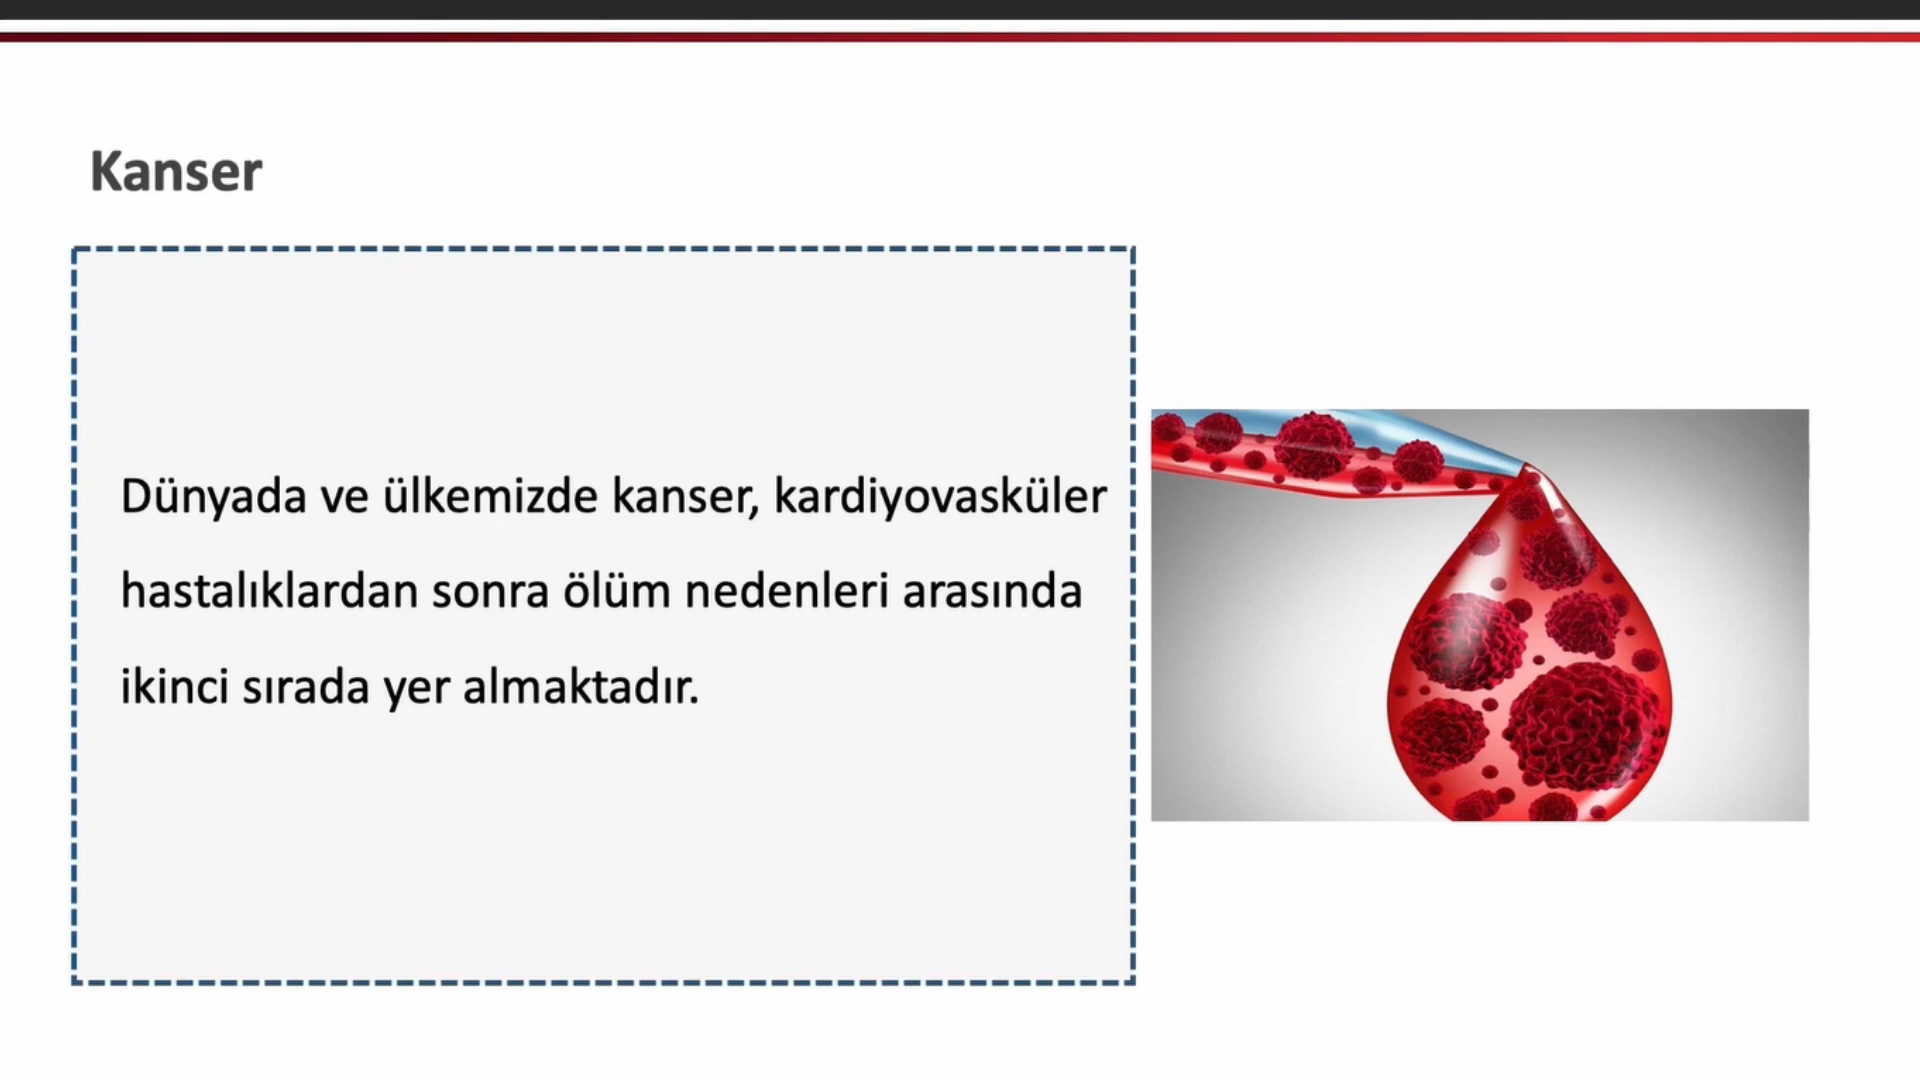 Kanser
Dünyada ve ülkemizde kanser, kardiyovasküler
hastalıklardan sonra ölüm nedenleri arasında
ikinci sırada yer almaktadır.